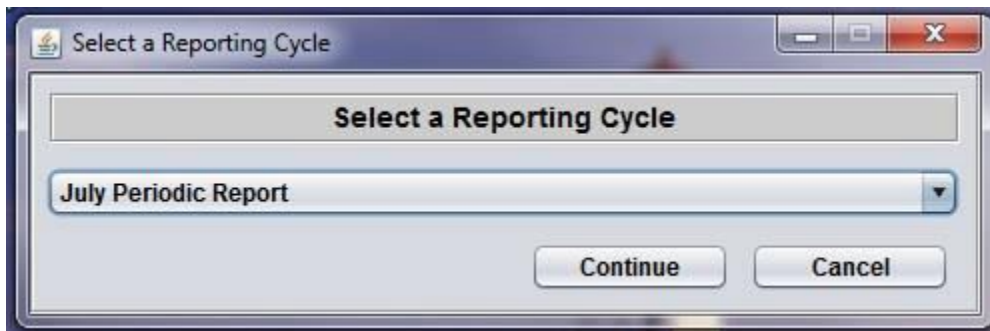 Select a Reporting Cycle
Select a Reporting Cycle
July Periodic Report
Continue Cancel